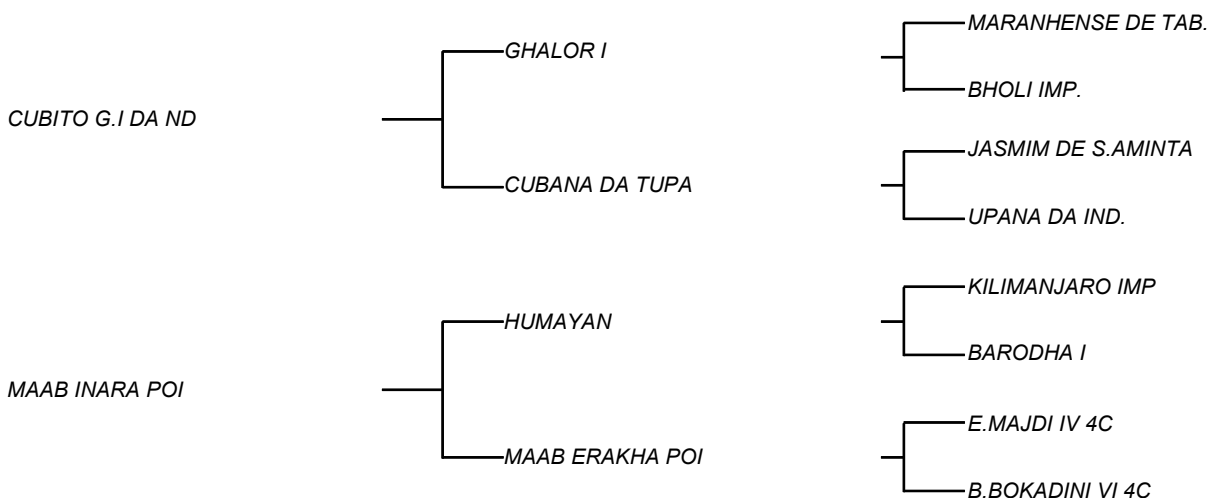 MARANHENSE DE TAB.
GHALOR I
BHOLI IMP.
CUBITO G.I DA ND
JASMIM DE S.AMINTA
CUBANA DA TUPA
UPANA DA IND.
KILIMANJARO IMP
HUMAYAN
BARODHA I
MAAB INARA POI
E.MAJDI IV 4C
MAAB ERAKHA POI
B.BOKADINI VI 4C